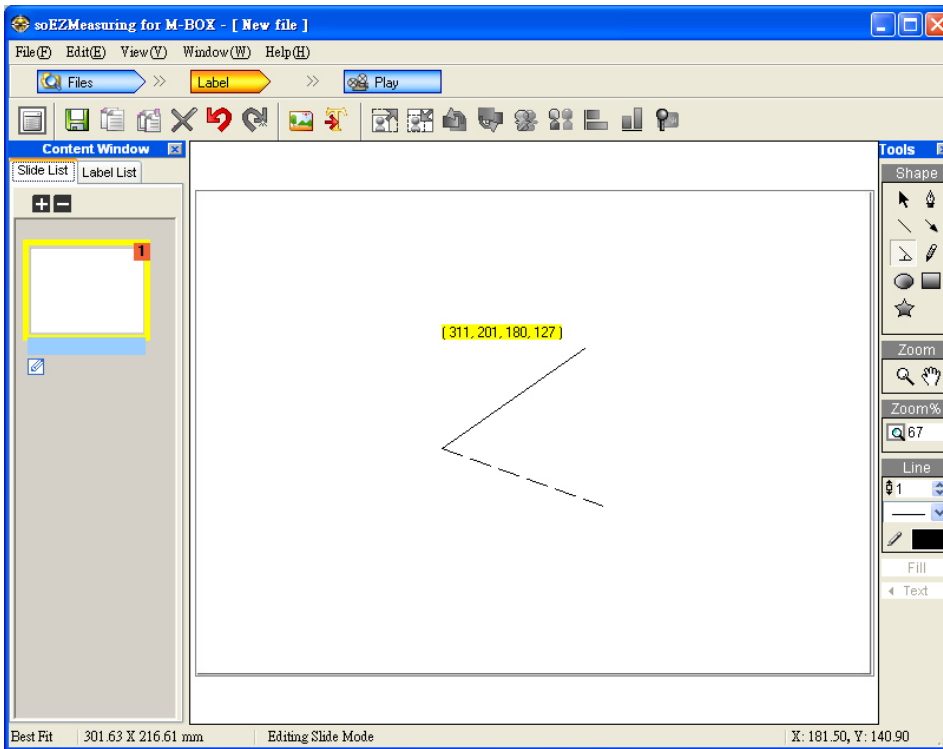 soEZMeasuring for M-BOX - [ New file ]
File(F) Edit(E) View(V) Window(W) Help(H)
Files >> Label >> Play
Content Window
Slide List Label List
1
( 311, 201, 180, 127 )
Tools
Shape
Zoom
Zoom%
67
Line
1
Fill
Text
Best Fit 301.63 X 216.61 mm Editing Slide Mode X: 181.50, Y: 140.90